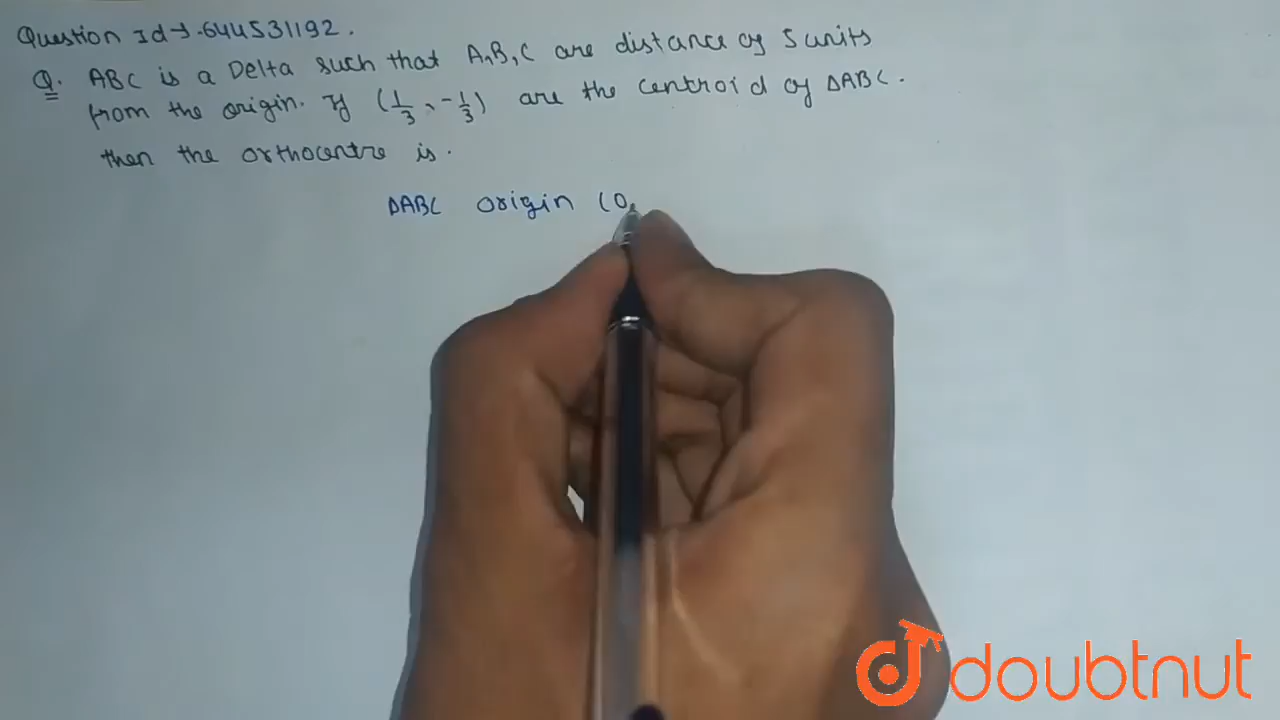 Question Id→.644531192.
Q. ABC is a Delta such that A,B,C are distance of 5 units
from the origin. If (1/3, -1/3) are the centroid of ΔABC.
then the orthocentre is.
ΔABC origin (0,
doubtnut